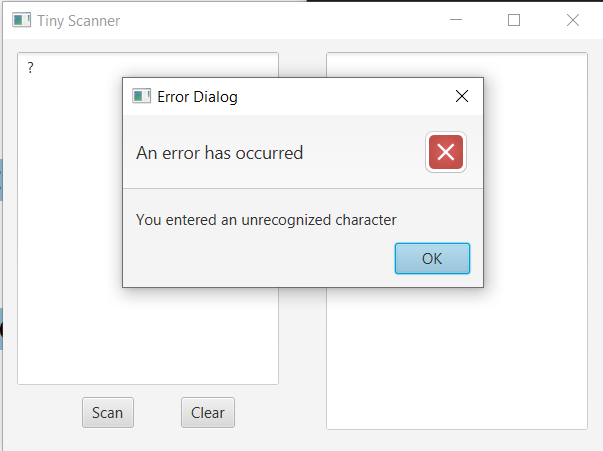 Tiny Scanner
?
Error Dialog
An error has occurred
You entered an unrecognized character
OK
Scan
Clear